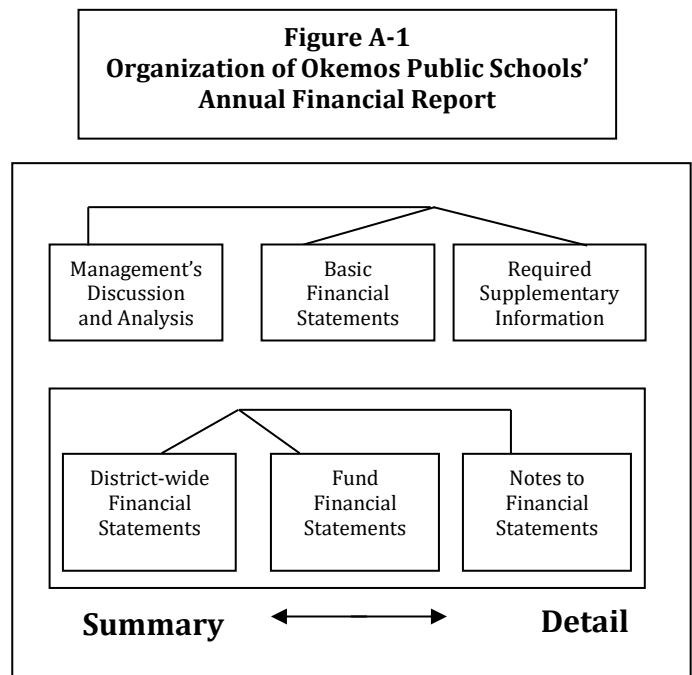 Figure A-1
Organization of Okemos Public Schools’
Annual Financial Report
Management’s
Discussion
and Analysis
Basic
Financial
Statements
Required
Supplementary
Information
District-wide
Financial
Statements
Fund
Financial
Statements
Notes to
Financial
Statements
Summary
Detail